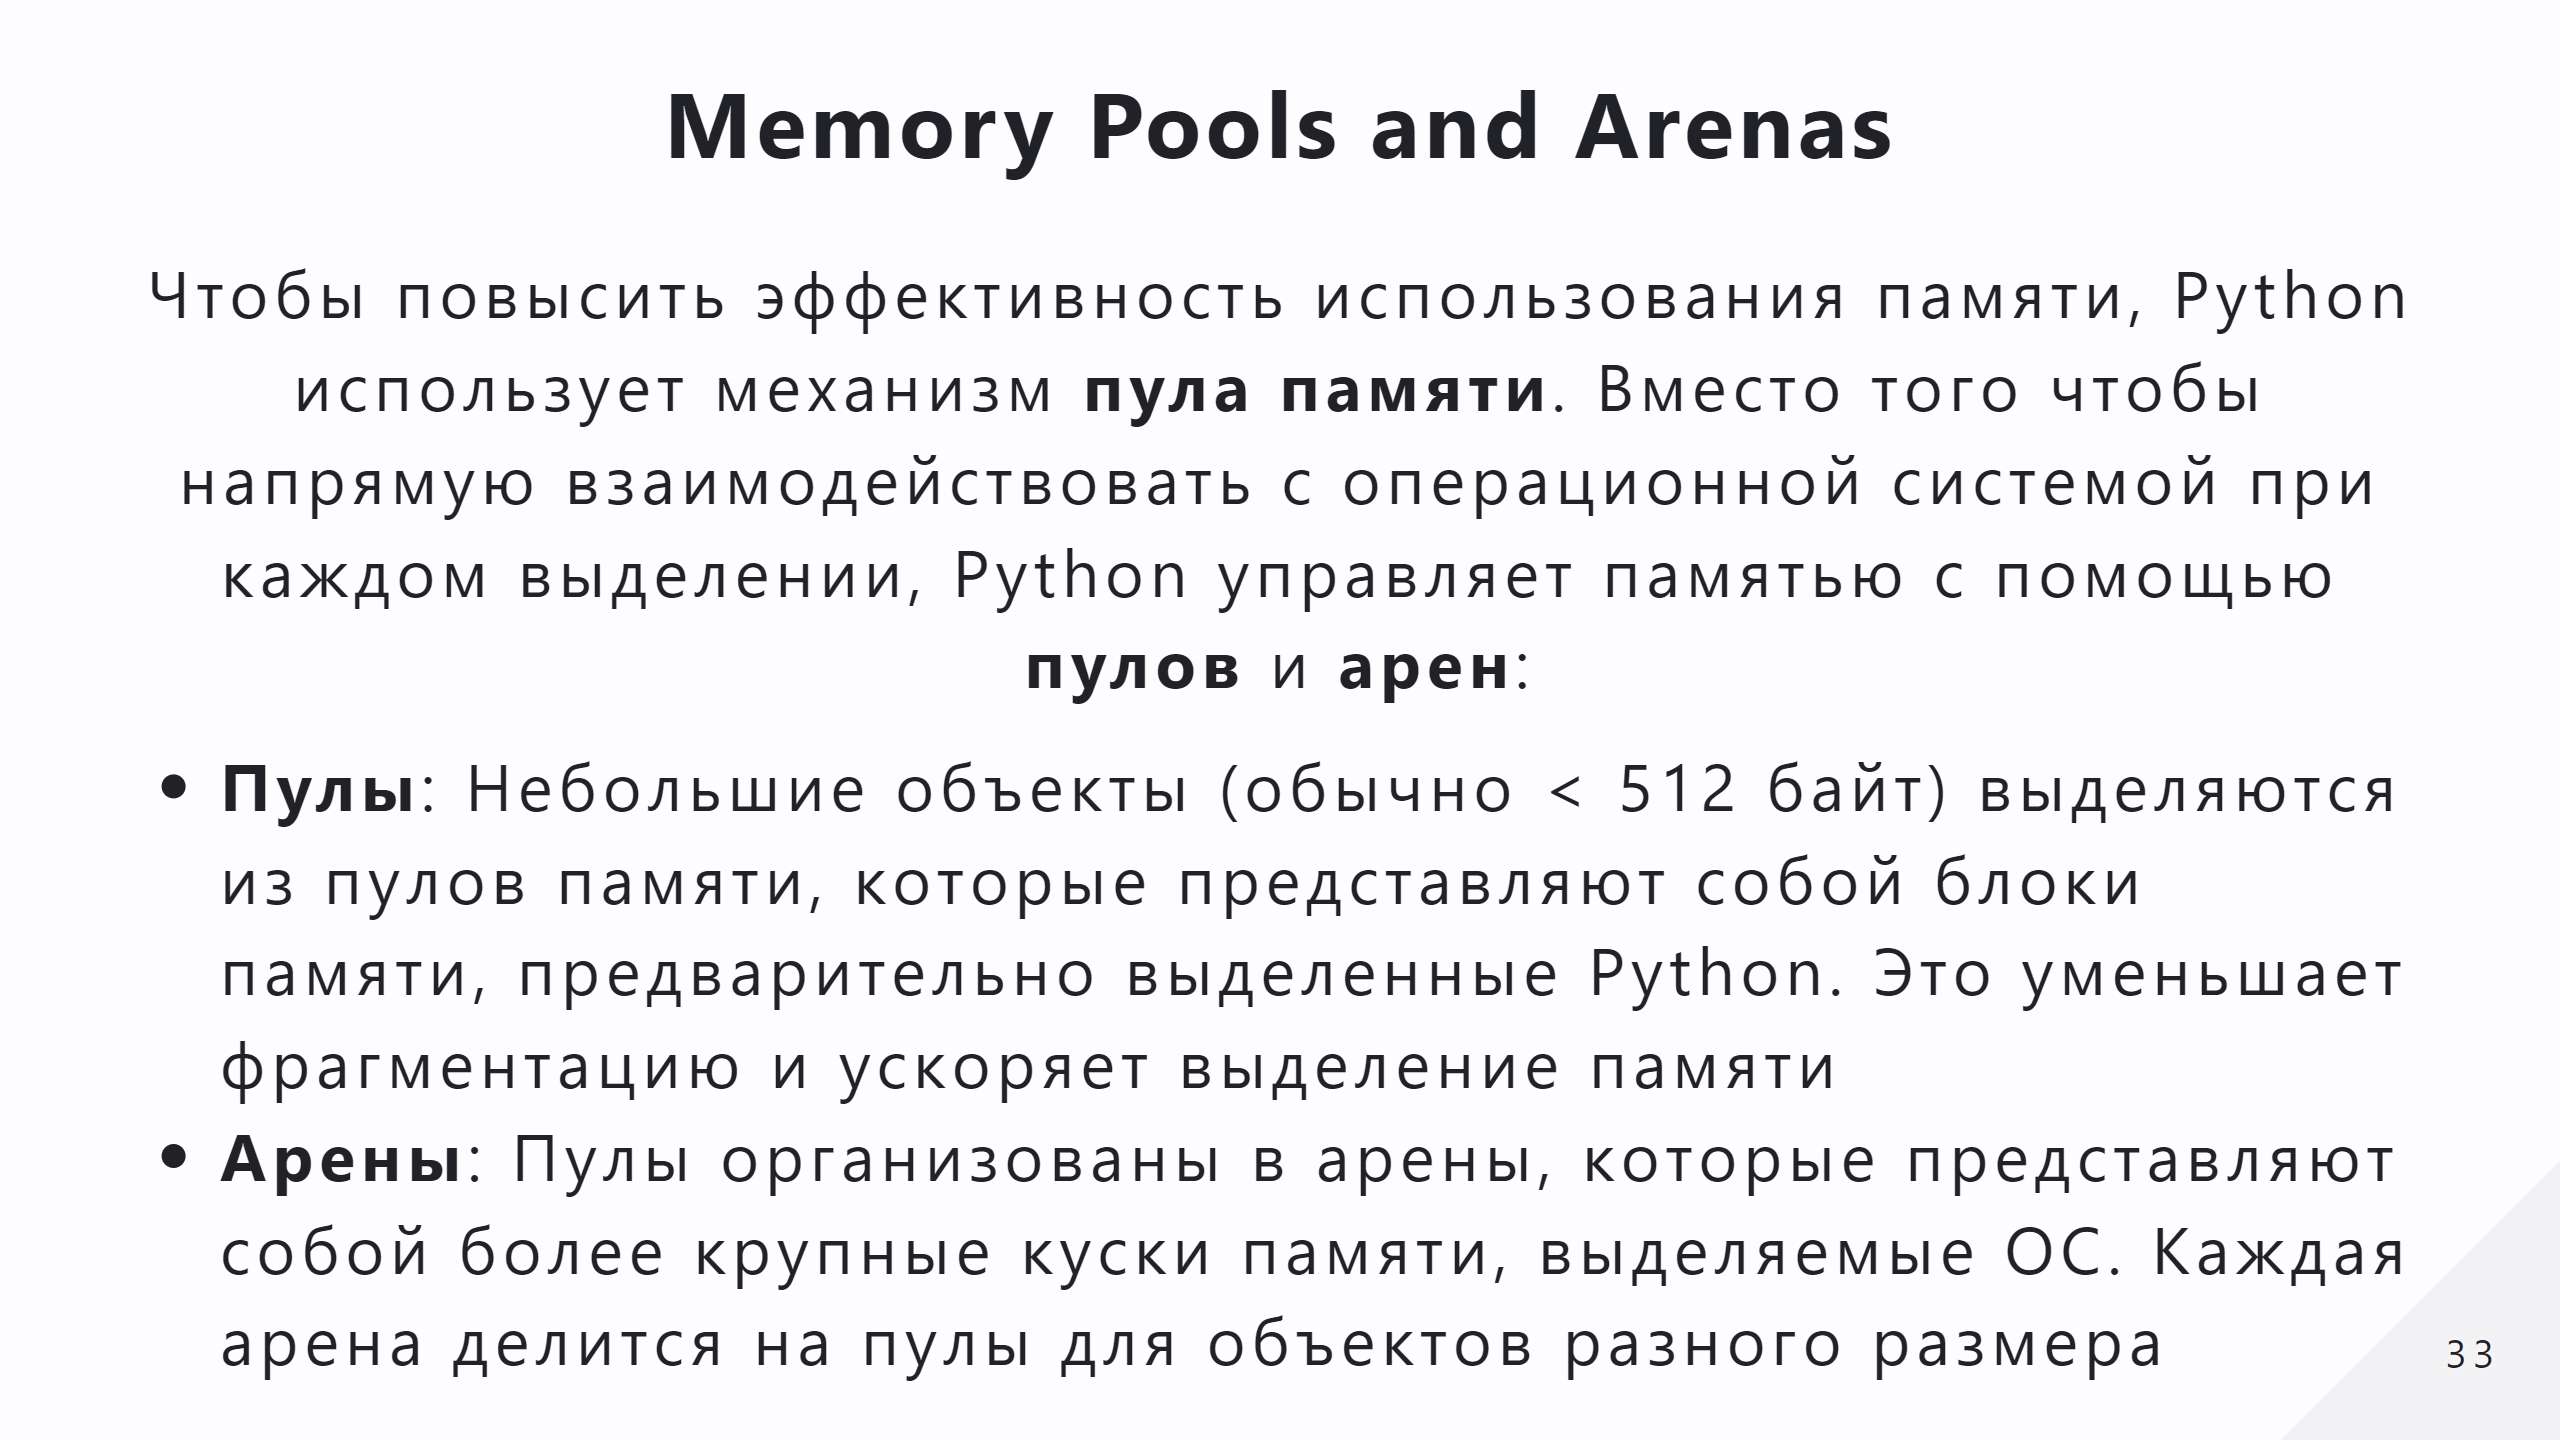 Memory Pools and Arenas
Чтобы повысить эффективность использования памяти, Python
использует механизм пула памяти. Вместо того чтобы
напрямую взаимодействовать с операционной системой при
каждом выделении, Python управляет памятью с помощью
пулов и арен:
• Пулы: Небольшие объекты (обычно < 512 байт) выделяются
из пулов памяти, которые представляют собой блоки
памяти, предварительно выделенные Python. Это уменьшает
фрагментацию и ускоряет выделение памяти
• Арены: Пулы организованы в арены, которые представляют
собой более крупные куски памяти, выделяемые ОС. Каждая
арена делится на пулы для объектов разного размера
33